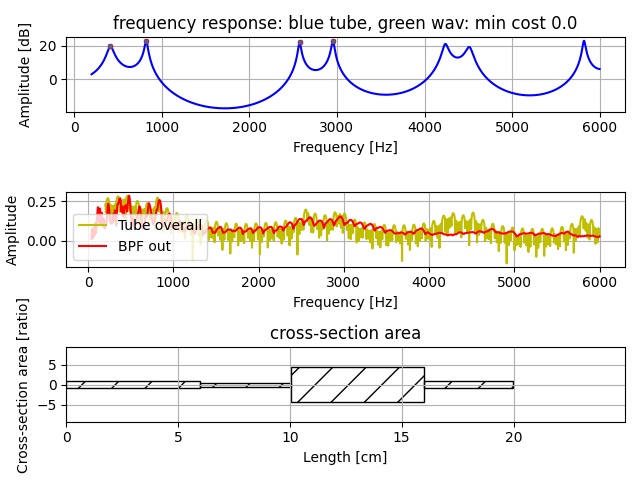 frequency response: blue tube, green wav: min cost 0.0
Amplitude [dB]
20
0
0 1000 2000 3000 4000 5000 6000
Frequency [Hz]
Amplitude
0.25
0.00
Tube overall
BPF out
0 1000 2000 3000 4000 5000 6000
Frequency [Hz]
cross-section area
Cross-section area [ratio]
5
0
−5
0 5 10 15 20
Length [cm]